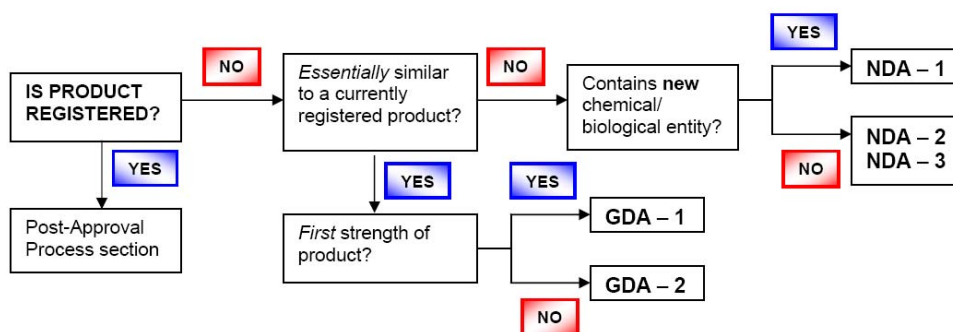 IS PRODUCT
REGISTERED?
NO
Essentially similar
to a currently
registered product?
NO
Contains new
chemical/
biological entity?
YES
NDA – 1
NDA – 2
NDA – 3
NO
YES
Post-Approval
Process section
YES
First strength of
product?
YES
GDA – 1
GDA – 2
NO